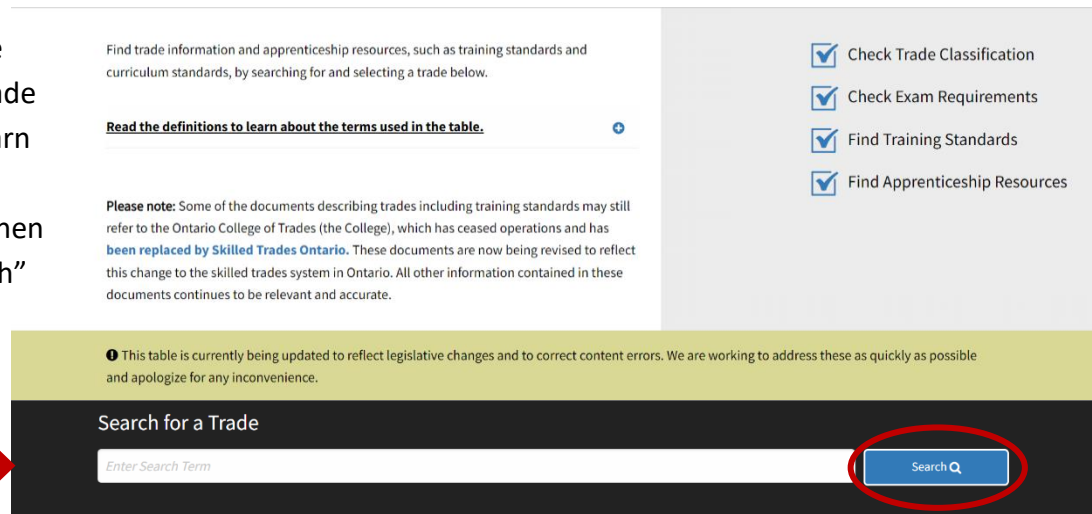 e
ade
arn
hen
h”
Find trade information and apprenticeship resources, such as training standards and
curriculum standards, by searching for and selecting a trade below.
Read the definitions to learn about the terms used in the table.
Please note: Some of the documents describing trades including training standards may still
refer to the Ontario College of Trades (the College), which has ceased operations and has
been replaced by Skilled Trades Ontario. These documents are now being revised to reflect
this change to the skilled trades system in Ontario. All other information contained in these
documents continues to be relevant and accurate.
Check Trade Classification
Check Exam Requirements
Find Training Standards
Find Apprenticeship Resources
This table is currently being updated to reflect legislative changes and to correct content errors. We are working to address these as quickly as possible
and apologize for any inconvenience.
Search for a Trade
Enter Search Term
Search